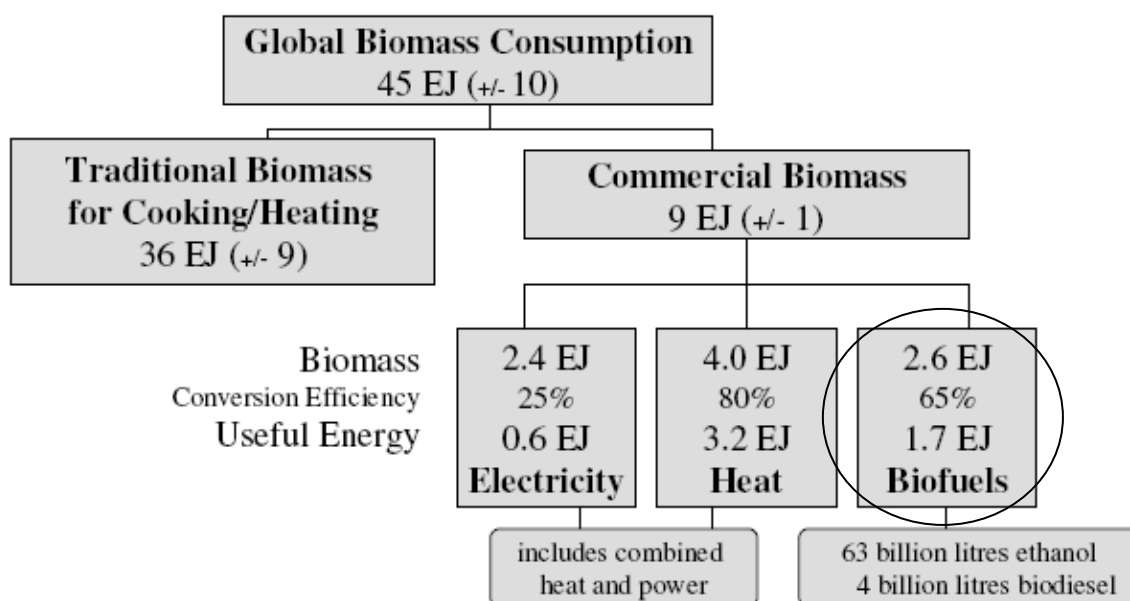 Global Biomass Consumption
45 EJ (+/- 10)
Traditional Biomass
for Cooking/Heating
36 EJ (+/- 9)
Commercial Biomass
9 EJ (+/- 1)
Biomass 2.4 EJ 4.0 EJ 2.6 EJ
Conversion Efficiency 25% 80% 65%
Useful Energy 0.6 EJ 3.2 EJ 1.7 EJ
Electricity Heat Biofuels
includes combined
heat and power
63 billion litres ethanol
4 billion litres biodiesel